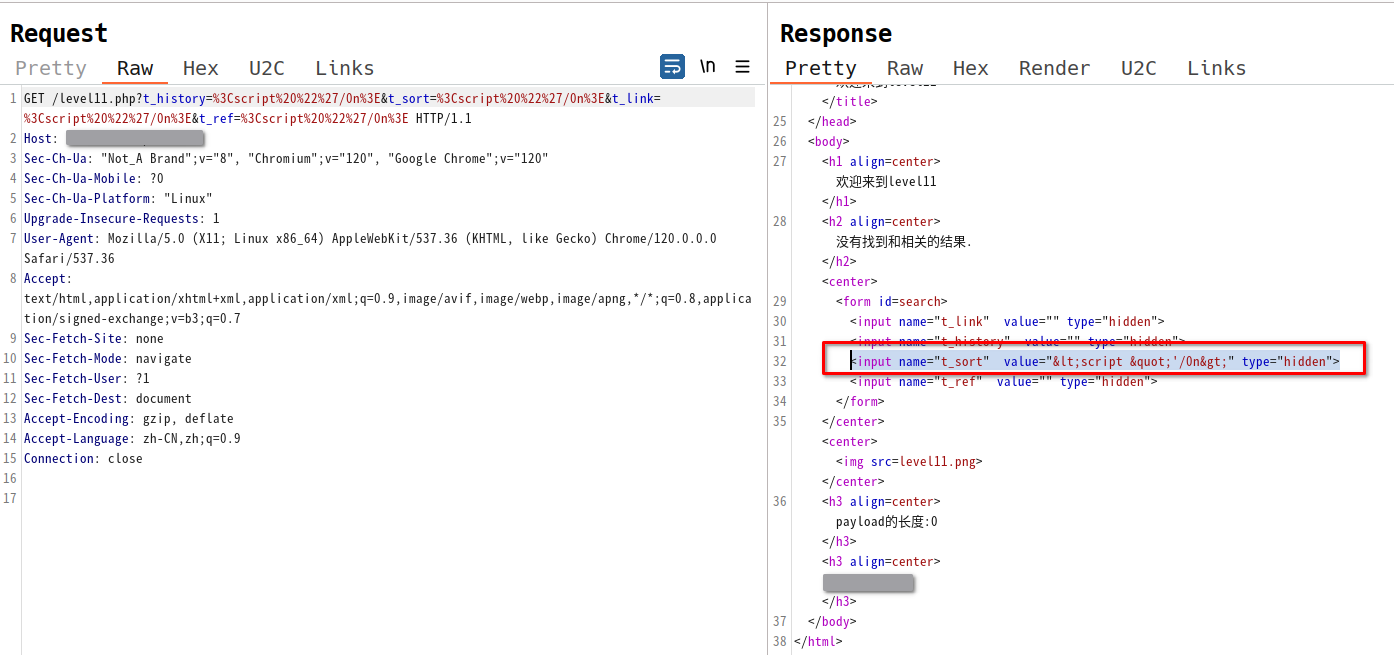 Request
Pretty Raw Hex U2C Links \n
1 GET /level11.php?t_history=%3Cscript%20%22%27/On%3E&t_sort=%3Cscript%20%22%27/On%3E&t_link=
%3Cscript%20%22%27/On%3E&t_ref=%3Cscript%20%22%27/On%3E HTTP/1.1
2 Host:
3 Sec-Ch-Ua: "Not_A Brand";v="8", "Chromium";v="120", "Google Chrome";v="120"
4 Sec-Ch-Ua-Mobile: ?0
5 Sec-Ch-Ua-Platform: "Linux"
6 Upgrade-Insecure-Requests: 1
7 User-Agent: Mozilla/5.0 (X11; Linux x86_64) AppleWebKit/537.36 (KHTML, like Gecko) Chrome/120.0.0.0
Safari/537.36
8 Accept:
text/html,application/xhtml+xml,application/xml;q=0.9,image/avif,image/webp,image/apng,*/*;q=0.8,applica
tion/signed-exchange;v=b3;q=0.7
9 Sec-Fetch-Site: none
10 Sec-Fetch-Mode: navigate
11 Sec-Fetch-User: ?1
12 Sec-Fetch-Dest: document
13 Accept-Encoding: gzip, deflate
14 Accept-Language: zh-CN,zh;q=0.9
15 Connection: close
16
17
Response
Pretty Raw Hex Render U2C Links
欢迎来到level11
</title>
25 </head>
26 <body>
27 <h1 align=center>
欢迎来到level11
</h1>
28 <h2 align=center>
没有找到和相关的结果.
</h2>
<center>
29 <form id=search>
30 <input name="t_link"  value="" type="hidden">
31 <input name="t_history"  value="" type="hidden">
32 <input name="t_sort"  value="&lt;script &quot;'/On&gt;" type="hidden">
33 <input name="t_ref"  value="" type="hidden">
34 </form>
35 </center>
<center>
<img src=level11.png>
</center>
36 <h3 align=center>
payload的长度:0
</h3>
<h3 align=center>
</h3>
37 </body>
38 </html>